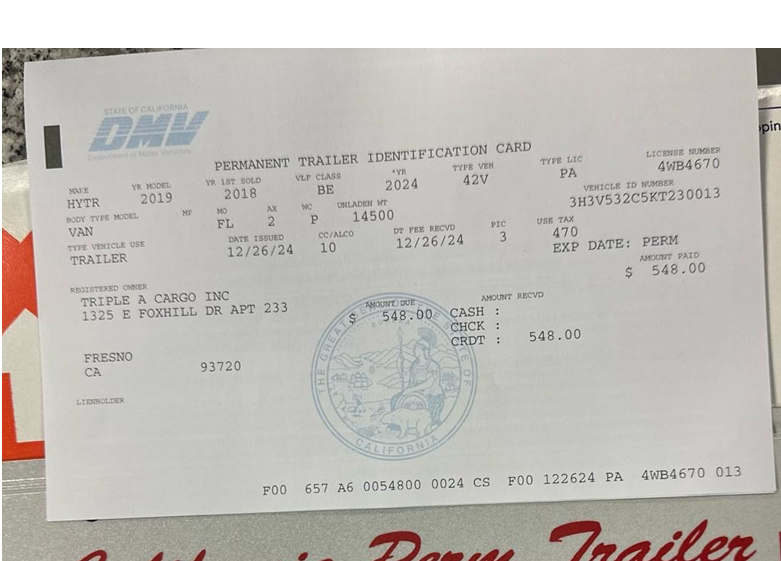 STATE OF CALIFORNIA
DMV
Department of Motor Vehicles
PERMANENT TRAILER IDENTIFICATION CARD
MAKE YR MODEL YR 1ST SOLD VLF CLASS *YR TYPE VEH TYPE LIC LICENSE NUMBER
HYTR 2019 2018 BE 2024 42V PA 4WB4670
BODY TYPE MODEL MP MO AX WC UNLADEN WT VEHICLE ID NUMBER
VAN FL 2 P 14500 3H3V532C5KT230013
TYPE VEHICLE USE DATE ISSUED CC/ALCO DT FEE RECVD PIC USE TAX
TRAILER 12/26/24 10 12/26/24 3 470
EXP DATE: PERM
AMOUNT PAID
$ 548.00
REGISTERED OWNER
TRIPLE A CARGO INC
1325 E FOXHILL DR APT 233
AMOUNT DUE AMOUNT RECVD
$ 548.00 CASH :
CHCK :
CRDT : 548.00
FRESNO
CA 93720
LIENHOLDER
THE GREAT SEAL OF THE STATE OF CALIFORNIA
EUREKA
F00 657 A6 0054800 0024 CS F00 122624 PA 4WB4670 013
Perm Trailer